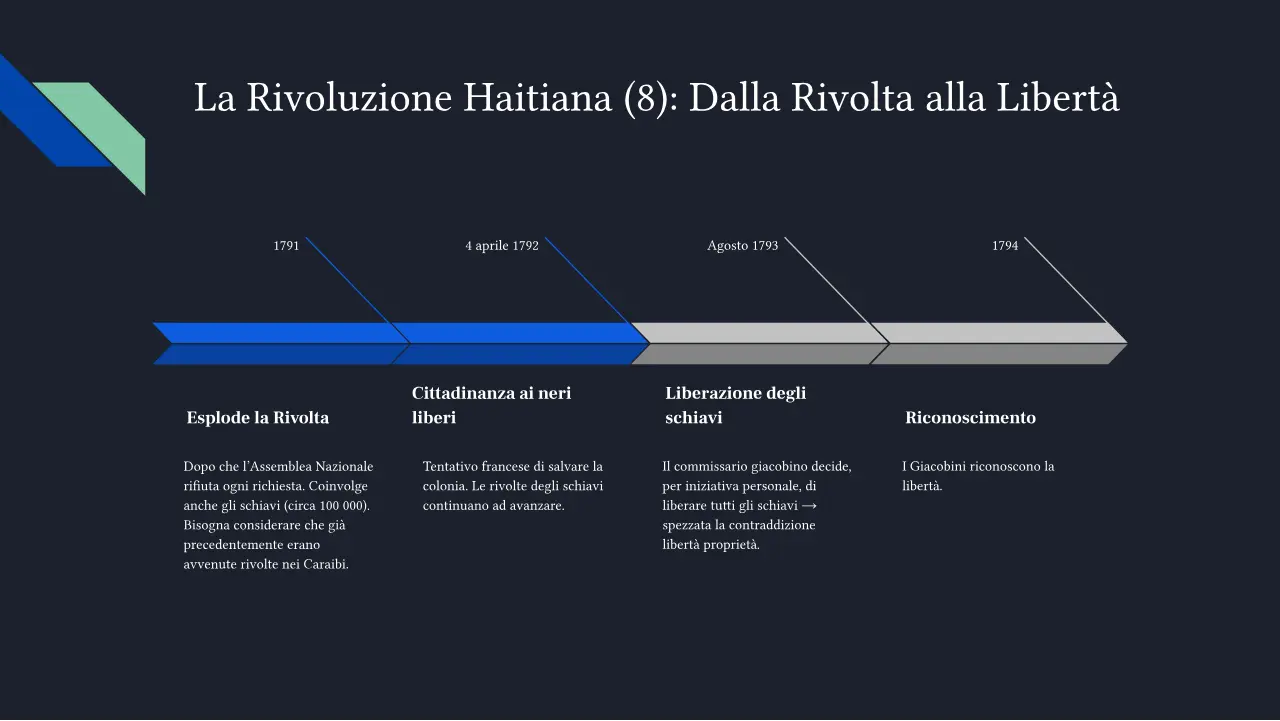 La Rivoluzione Haitiana (8): Dalla Rivolta alla Libertà
1791
4 aprile 1792
Agosto 1793
1794
Esplode la Rivolta
Dopo che l'Assemblea Nazionale
rifiuta ogni richiesta. Coinvolge
anche gli schiavi (circa 100 000).
Bisogna considerare che già
precedentemente erano
avvenute rivolte nei Caraibi.
Cittadinanza ai neri
liberi
Tentativo francese di salvare la
colonia. Le rivolte degli schiavi
continuano ad avanzare.
Liberazione degli
schiavi
Il commissario giacobino decide,
per iniziativa personale, di
liberare tutti gli schiavi →
spezzata la contraddizione
libertà proprietà.
Riconoscimento
I Giacobini riconoscono la
libertà.